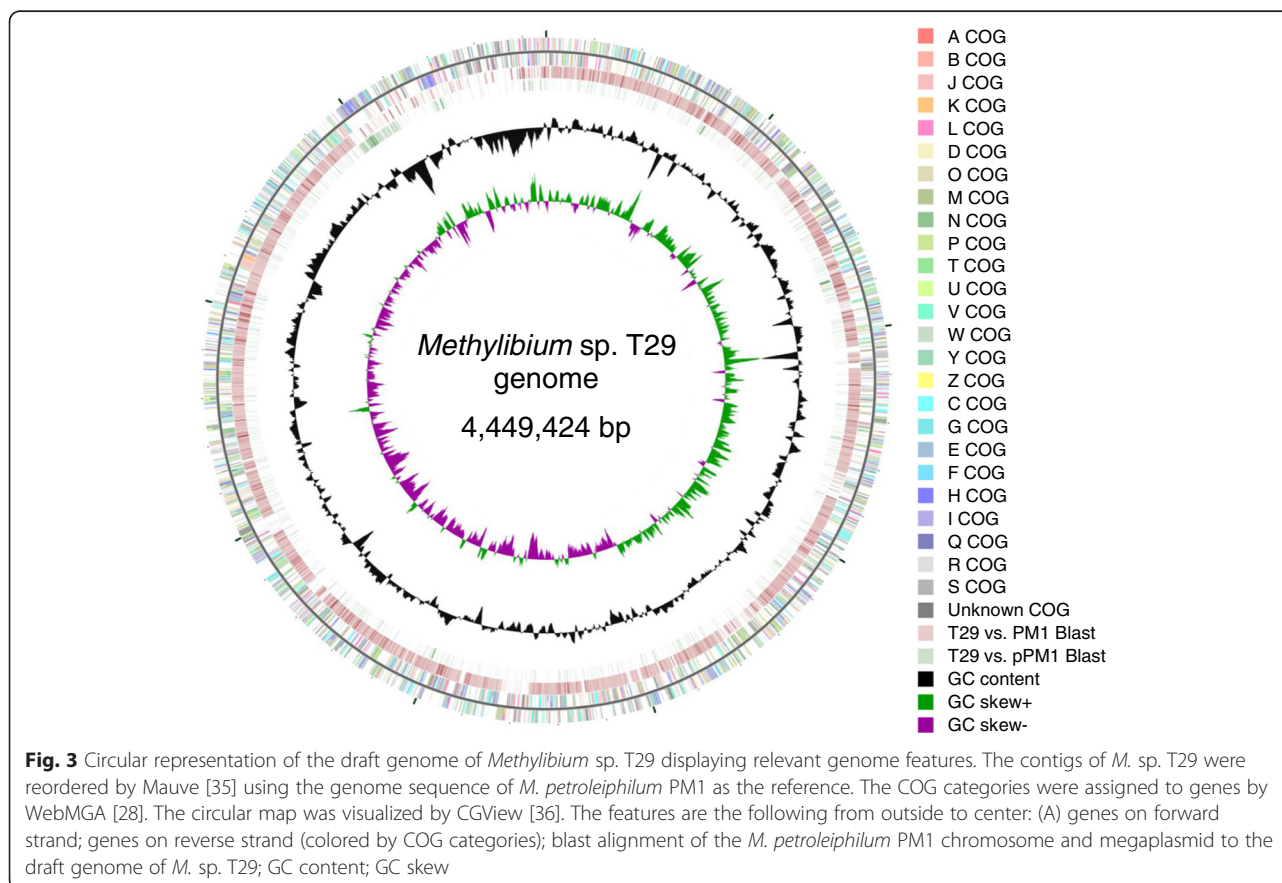 Methylibium sp. T29
genome
4,449,424 bp
A COG
B COG
J COG
K COG
L COG
D COG
O COG
M COG
N COG
P COG
T COG
U COG
V COG
W COG
Y COG
Z COG
C COG
G COG
E COG
F COG
H COG
I COG
Q COG
R COG
S COG
Unknown COG
T29 vs. PM1 Blast
T29 vs. pPM1 Blast
GC content
GC skew+
GC skew-
Fig. 3 Circular representation of the draft genome of Methylibium sp. T29 displaying relevant genome features. The contigs of M. sp. T29 were
reordered by Mauve [35] using the genome sequence of M. petroleiphilum PM1 as the reference. The COG categories were assigned to genes by
WebMGA [28]. The circular map was visualized by CGView [36]. The features are the following from outside to center: (A) genes on forward
strand; genes on reverse strand (colored by COG categories); blast alignment of the M. petroleiphilum PM1 chromosome and megaplasmid to the
draft genome of M. sp. T29; GC content; GC skew